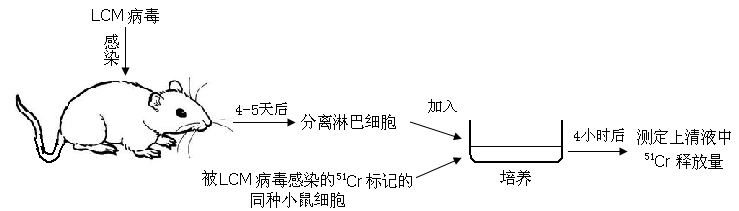 LCM病毒
感染
4-5天后
分离淋巴细胞
加入
4小时后
测定上清液中
⁵¹Cr释放量
培养
被LCM病毒感染的⁵¹Cr标记的
同种小鼠细胞